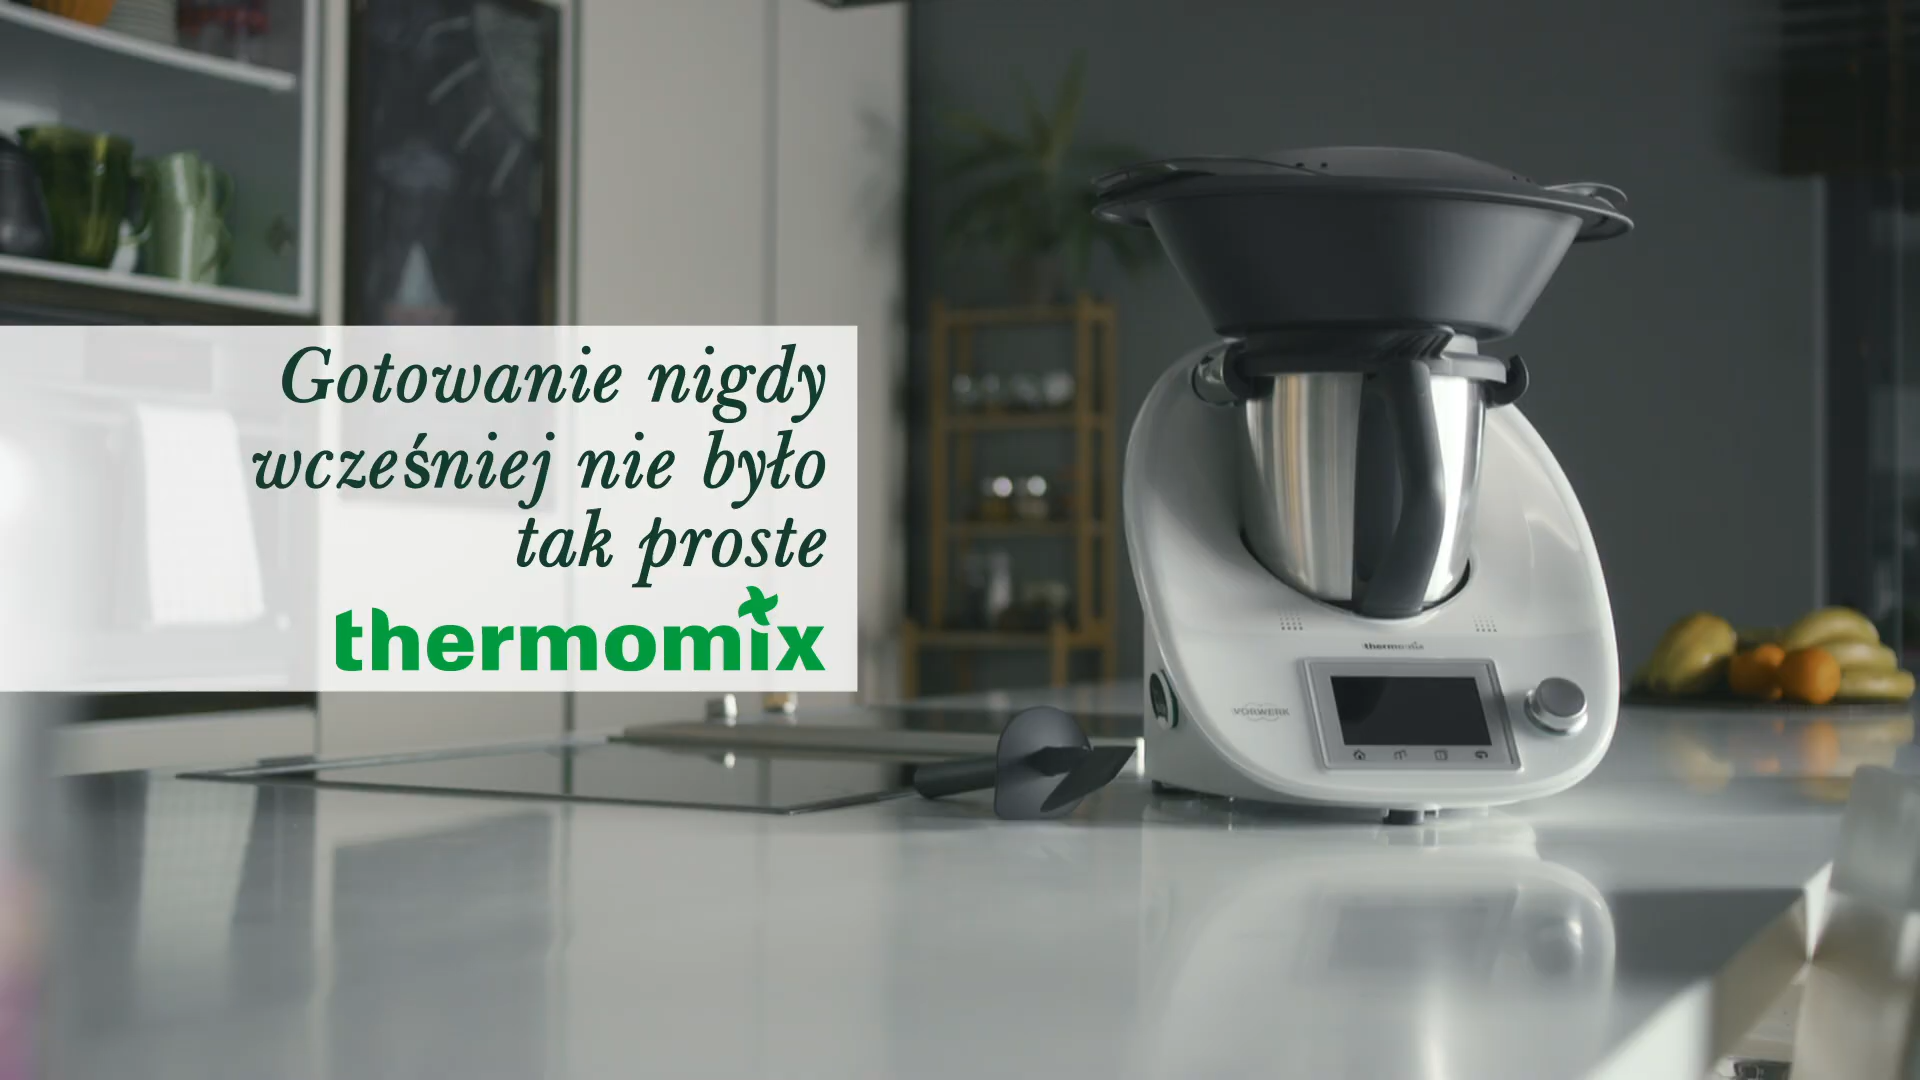 Gotowanie nigdy
wcześniej nie było
tak proste
thermomix
thermomix
VORWERK